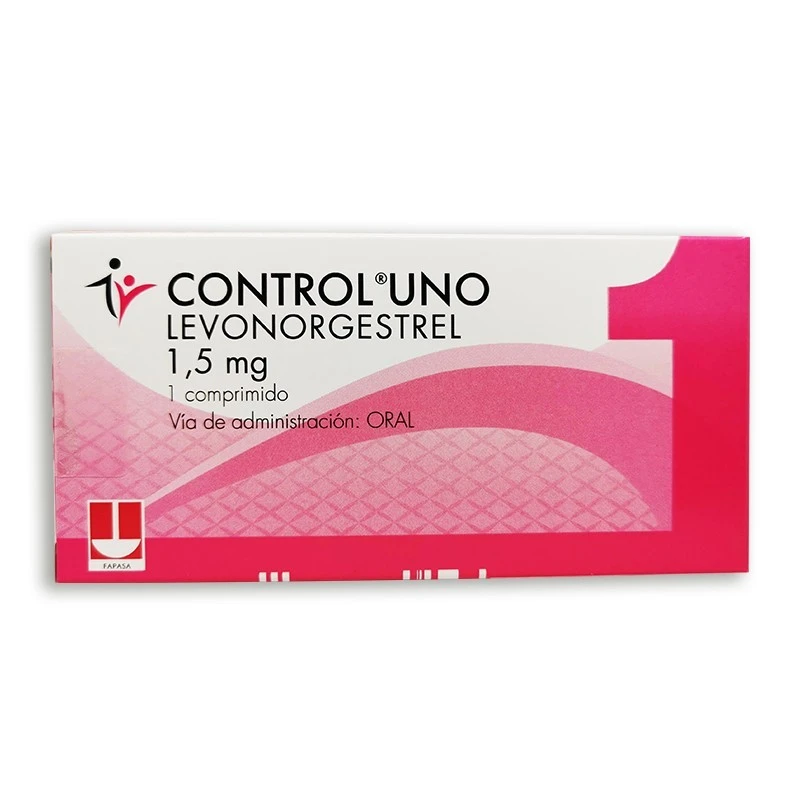 CONTROL®UNO
LEVONORGESTREL
1,5 mg
1 comprimido
Vía de administración: ORAL
1
FAPASA